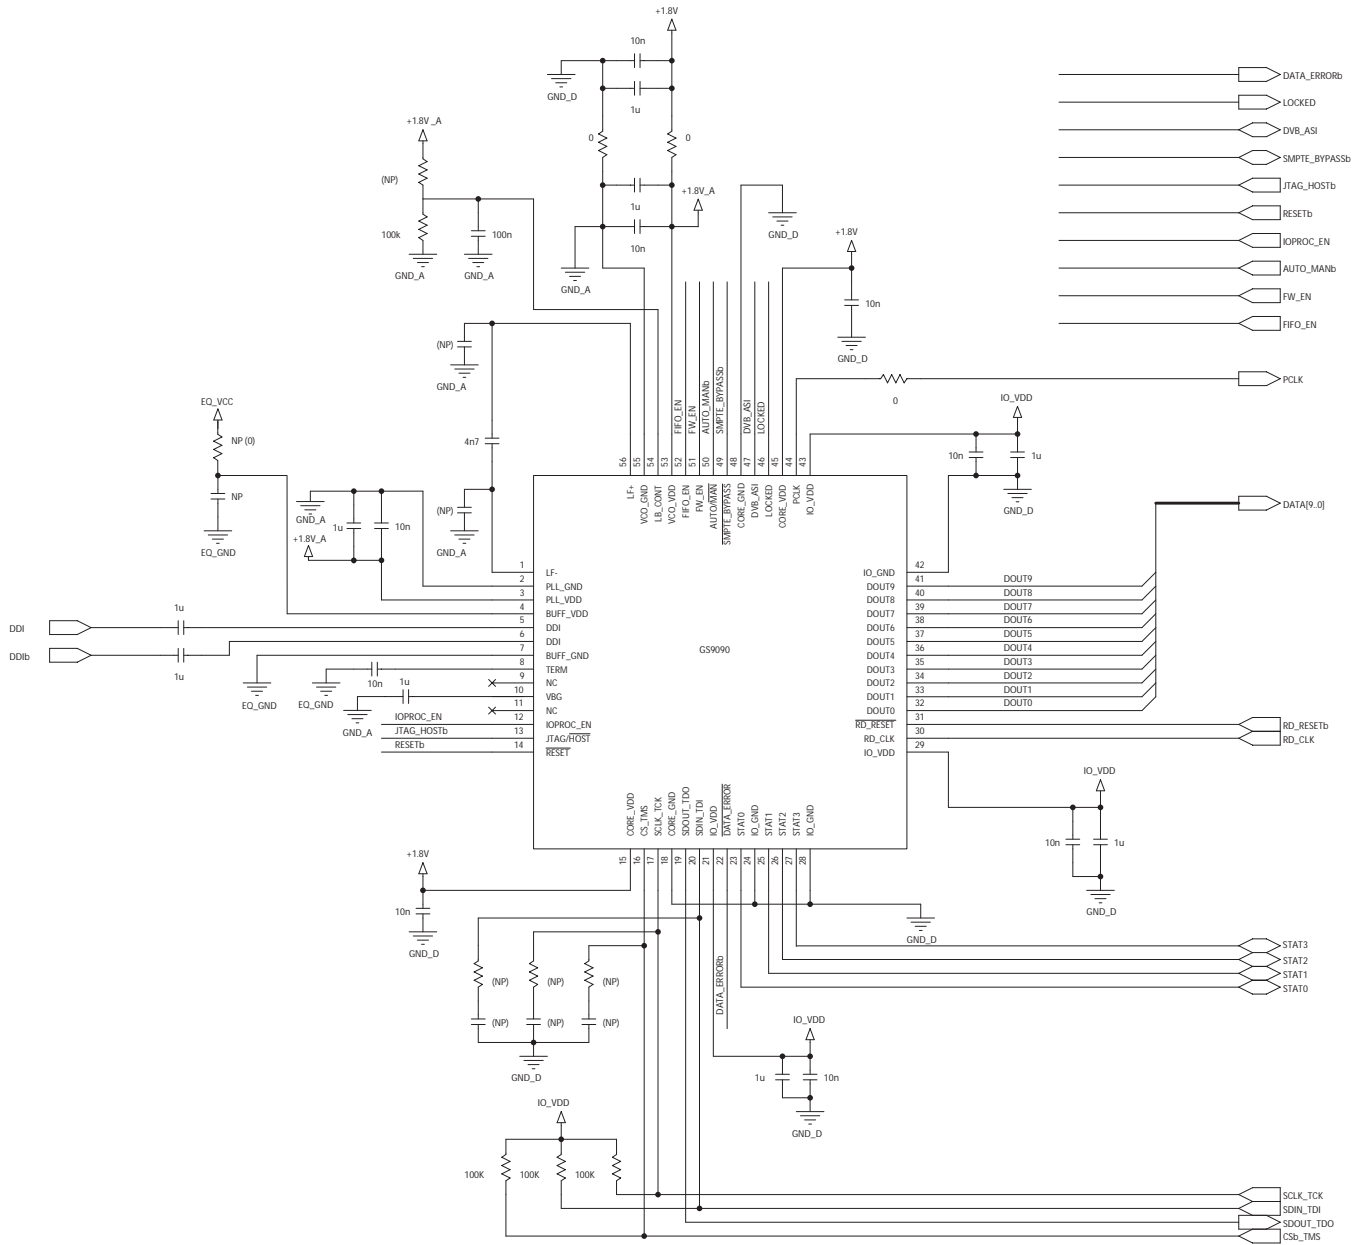 +1.8V
10n
GND_D
1u
DATA_ERRORb
LOCKED
+1.8V_A
0
0
DVB_ASI
SMPTE_BYPASSb
(NP)
+1.8V_A
JTAG_HOSTb
1u
100k
100n
10n
GND_D
+1.8V
RESETb
IOPROC_EN
GND_A
GND_A
GND_A
AUTO_MANb
10n
FW_EN
FIFO_EN
(NP)
GND_D
GND_A
PCLK
0
EQ_VCC
IO_VDD
FIFO_EN
FW_EN
AUTO_MANb
SMPTE_BYPASSb
DVB_ASI
LOCKED
NP (0)
4n7
10n
1u
56
55
54
53
52
51
50
49
48
47
46
45
44
43
NP
GND_A
1u
10n
(NP)
GND_D
DATA[9..0]
LF+
VCO_GND
LB_CONT
VCO_VDD
FIFO_EN
FW_EN
AUTO/MAN
SMPTE_BYPASS
CORE_GND
DVB_ASI
LOCKED
CORE_VDD
PCLK
IO_VDD
EQ_GND
+1.8V_A
GND_A
1
LF-
IO_GND
42
2
PLL_GND
DOUT9
41
DOUT9
3
PLL_VDD
DOUT8
40
DOUT8
4
BUFF_VDD
DOUT7
39
DOUT7
1u
DDI
5
DDI
DOUT6
38
DOUT6
6
DDI
DOUT5
37
DOUT5
DDIb
7
BUFF_GND
GS9090
DOUT4
36
DOUT4
1u
8
TERM
DOUT3
35
DOUT3
10n
9
NC
DOUT2
34
DOUT2
1u
10
VBG
DOUT1
33
DOUT1
EQ_GND
EQ_GND
11
NC
DOUT0
32
DOUT0
GND_A
IOPROC_EN
12
IOPROC_EN
RD_RESET
31
RD_RESETb
JTAG_HOSTb
13
JTAG/HOST
RD_CLK
30
RD_CLK
RESETb
14
RESET
IO_VDD
29
IO_VDD
CORE_VDD
CS_TMS
SCLK_TCK
CORE_GND
SDOUT_TDO
SDIN_TDI
IO_VDD
DATA_ERROR
STAT0
IO_GND
STAT1
STAT2
STAT3
IO_GND
10n
1u
+1.8V
15
16
17
18
19
20
21
22
23
24
25
26
27
28
10n
GND_D
GND_D
GND_D
STAT3
STAT2
STAT1
STAT0
(NP)
(NP)
(NP)
DATA_ERRORb
(NP)
(NP)
(NP)
IO_VDD
GND_D
1u
10n
IO_VDD
GND_D
100K
100K
100K
SCLK_TCK
SDIN_TDI
SDOUT_TDO
CSb_TMS